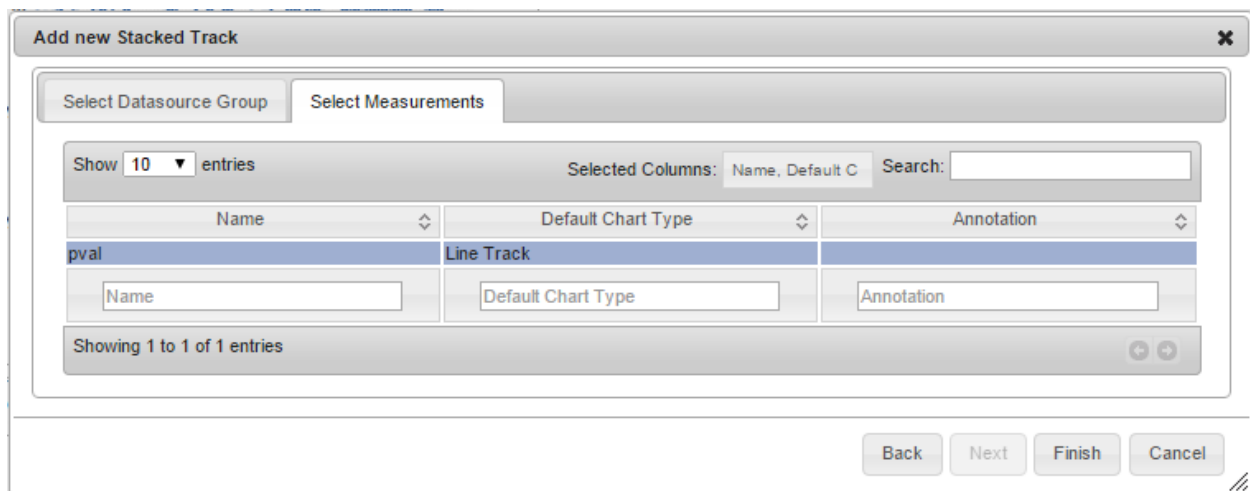 Add new Stacked Track
Select Datasource Group Select Measurements
Show 10 entries Selected Columns: Name, Default C Search:
Name Default Chart Type Annotation
pval Line Track
Name Default Chart Type Annotation
Showing 1 to 1 of 1 entries
Back Next Finish Cancel